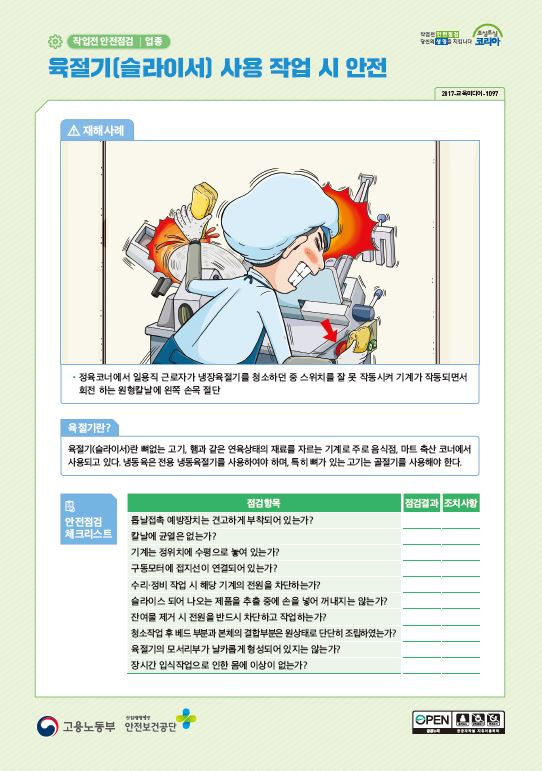 작업전 안전점검 | 업종
작업전 안전점검
당신의 생명을 지킵니다
조심조심
코리아
육절기(슬라이서) 사용 작업 시 안전
2017-교육미디어-1097
재해사례
· 정육코너에서 일용직 근로자가 냉장육절기를 청소하던 중 스위치를 잘 못 작동시켜 기계가 작동되면서
회전 하는 원형칼날에 왼쪽 손목 절단
육절기란?
육절기(슬라이서)란 뼈없는 고기, 햄과 같은 연육상태의 재료를 자르는 기계로 주로 음식점, 마트 축산 코너에서
사용되고 있다. 냉동육은 전용 냉동육절기를 사용하여야 하며, 특히 뼈가 있는 고기는 골절기를 사용해야 한다.
안전점검
체크리스트
점검항목 점검결과 조치사항
톱날접촉 예방장치는 견고하게 부착되어 있는가?
칼날에 균열은 없는가?
기계는 정위치에 수평으로 놓여 있는가?
구동모터에 접지선이 연결되어 있는가?
수리·정비 작업 시 해당 기계의 전원을 차단하는가?
슬라이스 되어 나오는 제품을 추출 중에 손을 넣어 꺼내지는 않는가?
잔여물 제거 시 전원을 반드시 차단하고 작업하는가?
청소작업 후 베드 부분과 본체의 결합부분은 원상태로 단단히 조립하였는가?
육절기의 모서리부가 날카롭게 형성되어 있지는 않는가?
장시간 입식작업으로 인한 몸에 이상이 없는가?
고용노동부
산업재해예방
안전보건공단
OPEN
공공누리
공공저작물 자유이용허락